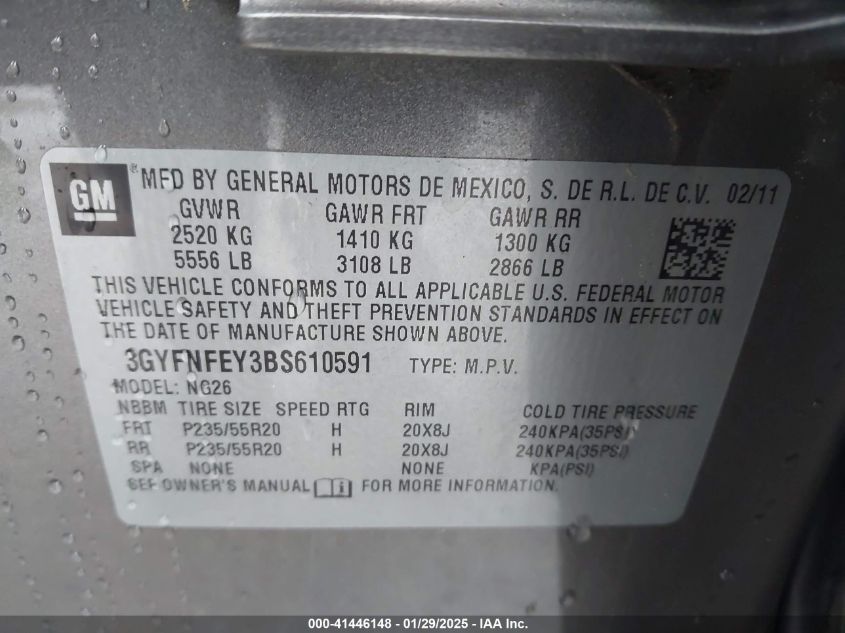 GM ® MFD BY GENERAL MOTORS DE MEXICO, S. DE R.L. DE C.V. 02/11
GVWR GAWR FRT GAWR RR
2520 KG 1410 KG 1300 KG
5556 LB 3108 LB 2866 LB
THIS VEHICLE CONFORMS TO ALL APPLICABLE U.S. FEDERAL MOTOR
VEHICLE SAFETY AND THEFT PREVENTION STANDARDS IN EFFECT ON
THE DATE OF MANUFACTURE SHOWN ABOVE.
3GYFNFEY3BS610591 TYPE: M.P.V.
MODEL: NG26
NBBM TIRE SIZE SPEED RTG RIM COLD TIRE PRESSURE
FRT P235/55R20 H 20X8J 240KPA(35PSI)
RR P235/55R20 H 20X8J 240KPA(35PSI)
SPA NONE NONE KPA(PSI)
SEE OWNER'S MANUAL i FOR MORE INFORMATION.
000-41446148 - 01/29/2025 - IAA Inc.